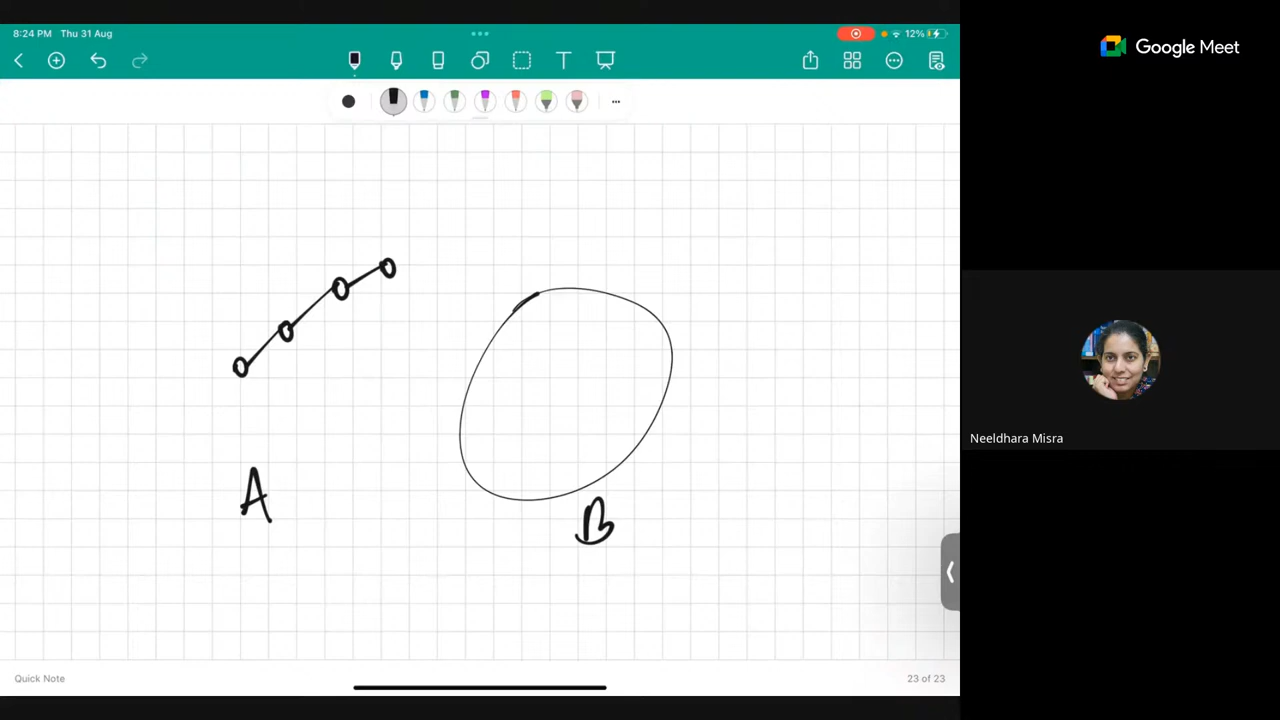 8:24 PM Thu 31 Aug
12%
Google Meet
T
A
B
Neeldhara Misra
Quick Note
23 of 23